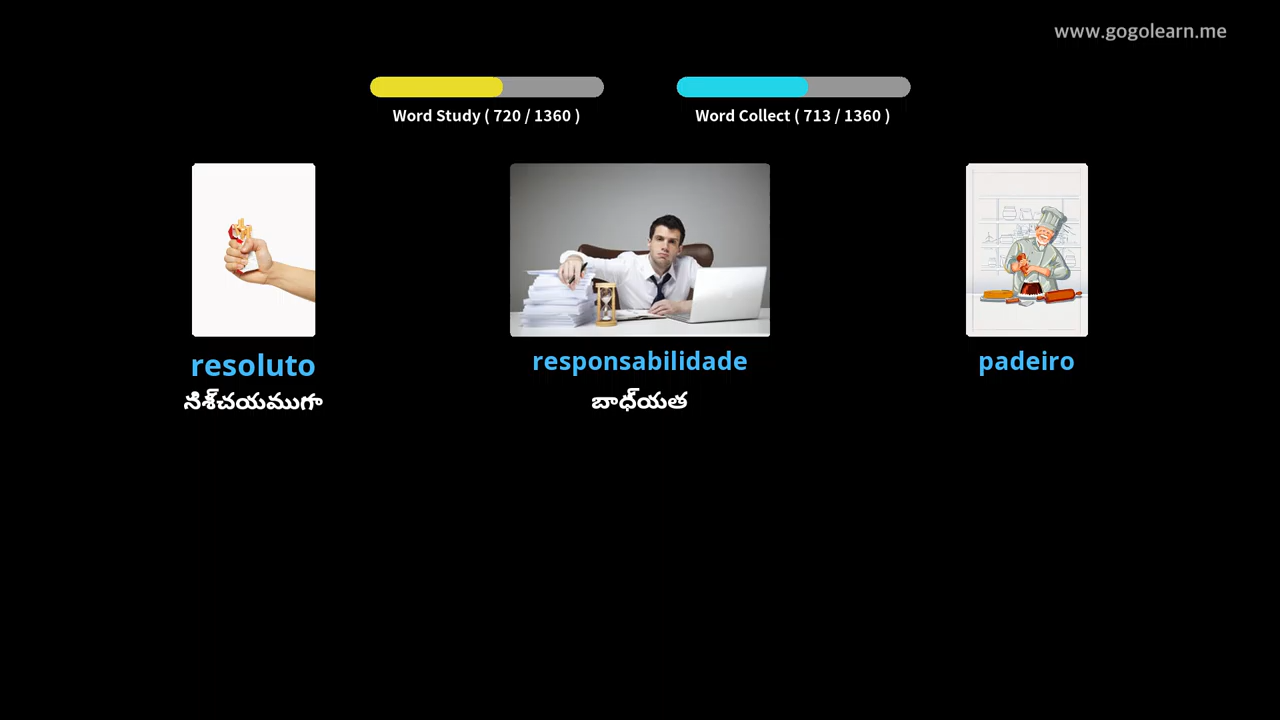 www.gogolearn.me
Word Study ( 720 / 1360 )
Word Collect ( 713 / 1360 )
resoluto
responsabilidade
padeiro
నిశ్చయముగా
బాధ్యత